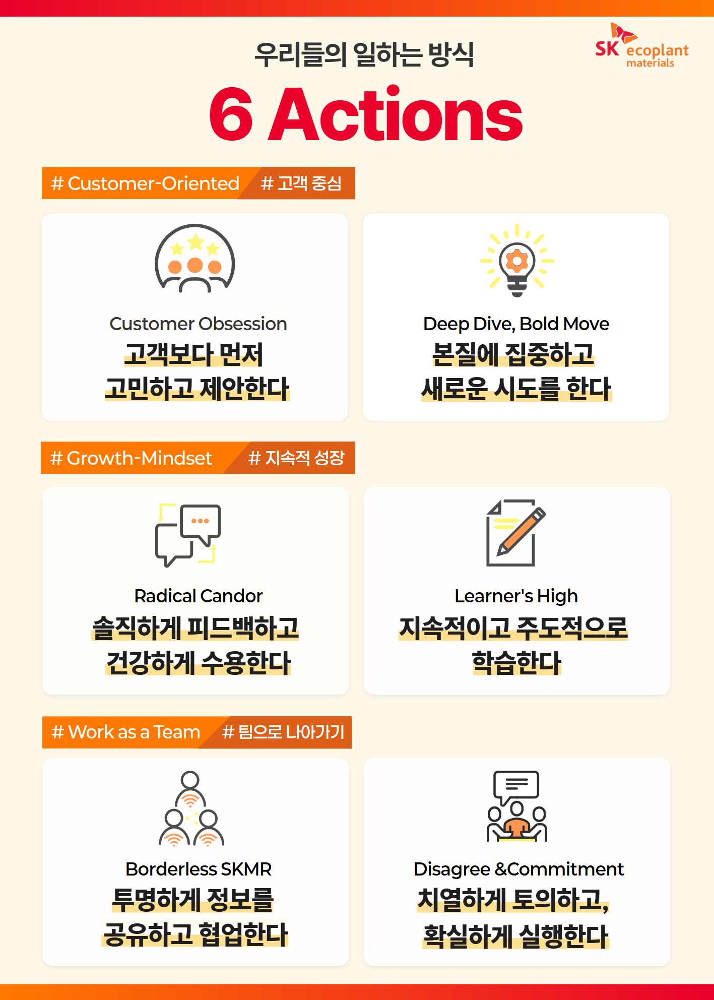 우리들의 일하는 방식
SK ecoplant
materials
6 Actions
# Customer-Oriented # 고객 중심
Customer Obsession
고객보다 먼저
고민하고 제안한다
Deep Dive, Bold Move
본질에 집중하고
새로운 시도를 한다
# Growth-Mindset # 지속적 성장
Radical Candor
솔직하게 피드백하고
건강하게 수용한다
Learner's High
지속적이고 주도적으로
학습한다
# Work as a Team # 팀으로 나아가기
Borderless SKMR
투명하게 정보를
공유하고 협업한다
Disagree &Commitment
치열하게 토의하고,
확실하게 실행한다